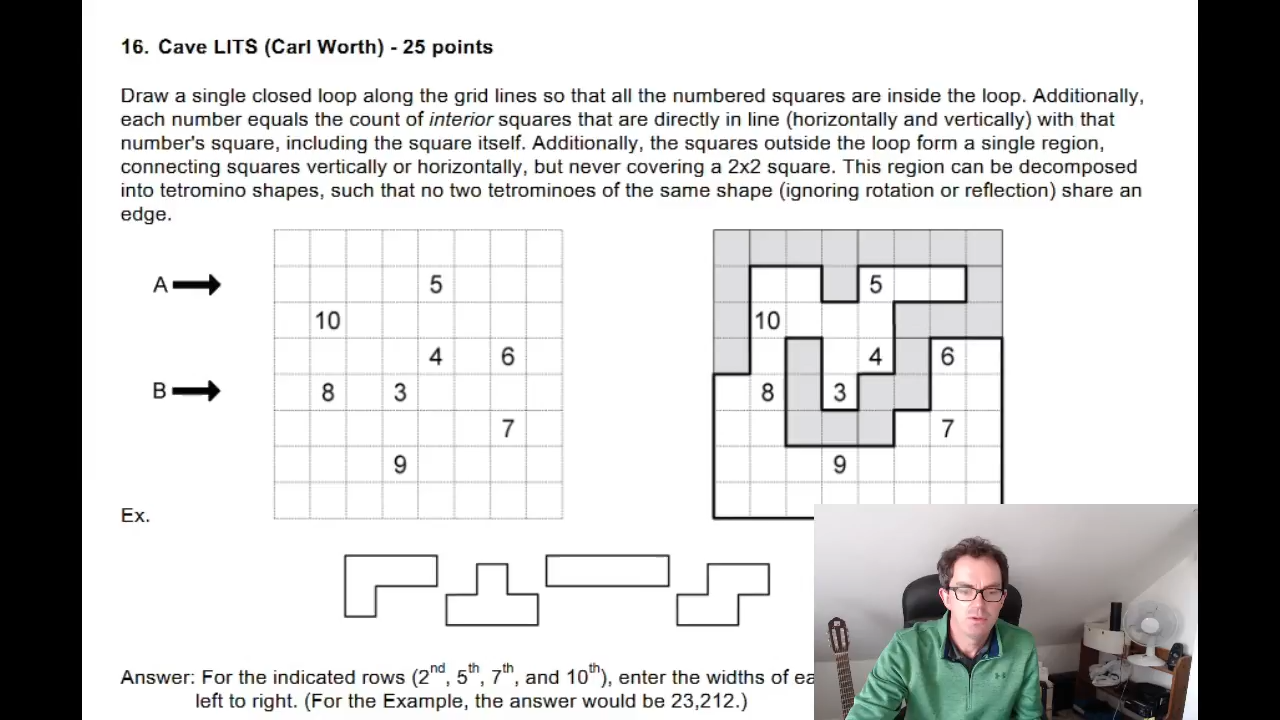 16. Cave LITS (Carl Worth) - 25 points
Draw a single closed loop along the grid lines so that all the numbered squares are inside the loop. Additionally,
each number equals the count of interior squares that are directly in line (horizontally and vertically) with that
number's square, including the square itself. Additionally, the squares outside the loop form a single region,
connecting squares vertically or horizontally, but never covering a 2x2 square. This region can be decomposed
into tetromino shapes, such that no two tetrominoes of the same shape (ignoring rotation or reflection) share an
edge.
A 5 5
10 10
4 6 4 6
B 8 3 8 3
7 7
9 9
Ex.
Answer: For the indicated rows (2nd, 5th, 7th, and 10th), enter the widths of
left to right. (For the Example, the answer would be 23,212.)